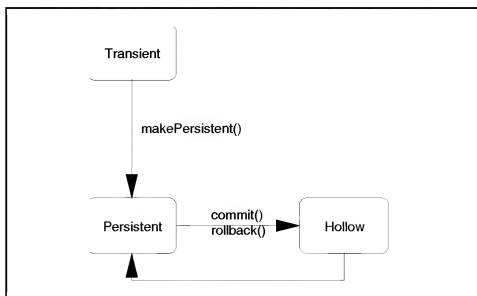 Transient
makePersistent()
Persistent
commit()
rollback()
Hollow